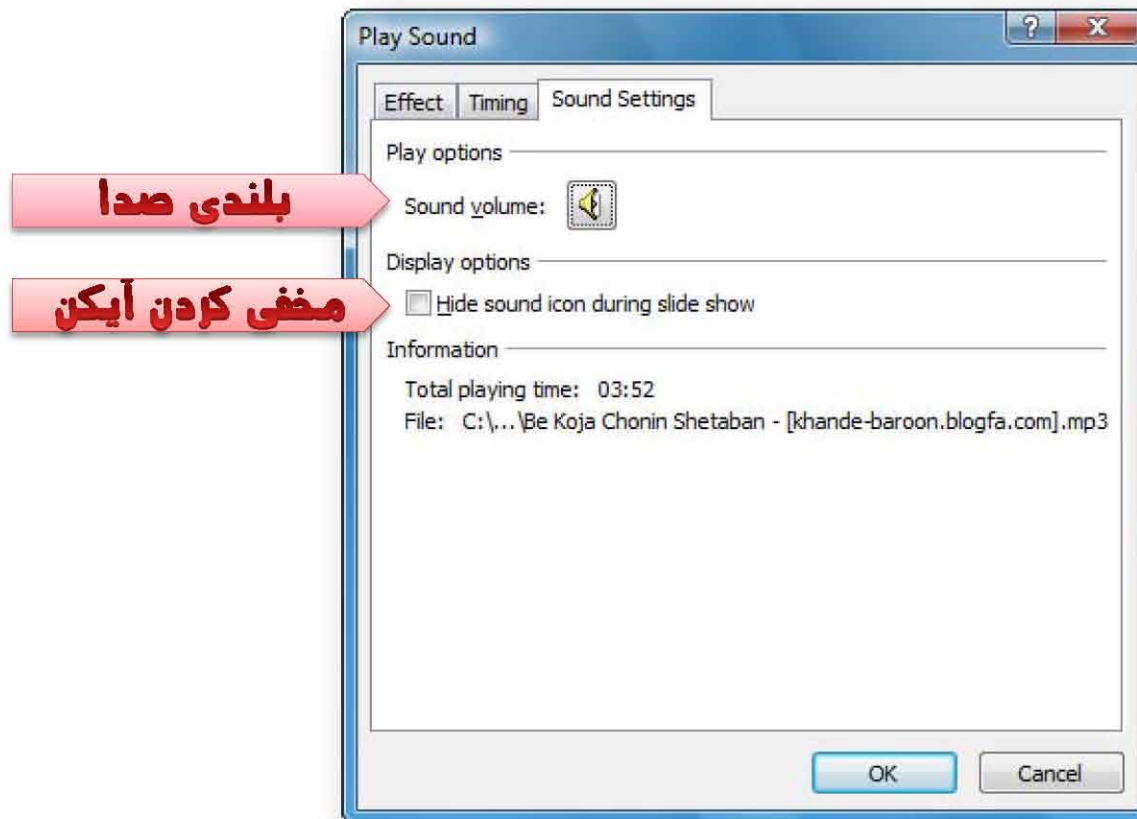 Play Sound
Effect Timing Sound Settings
Play options
بلندی صدا
Sound volume:
Display options
مخفی کردن آیکن
Hide sound icon during slide show
Information
Total playing time: 03:52
File: C:\...\Be Koja Chonin Shetaban - [khande-baroon.blogfa.com].mp3
OK Cancel